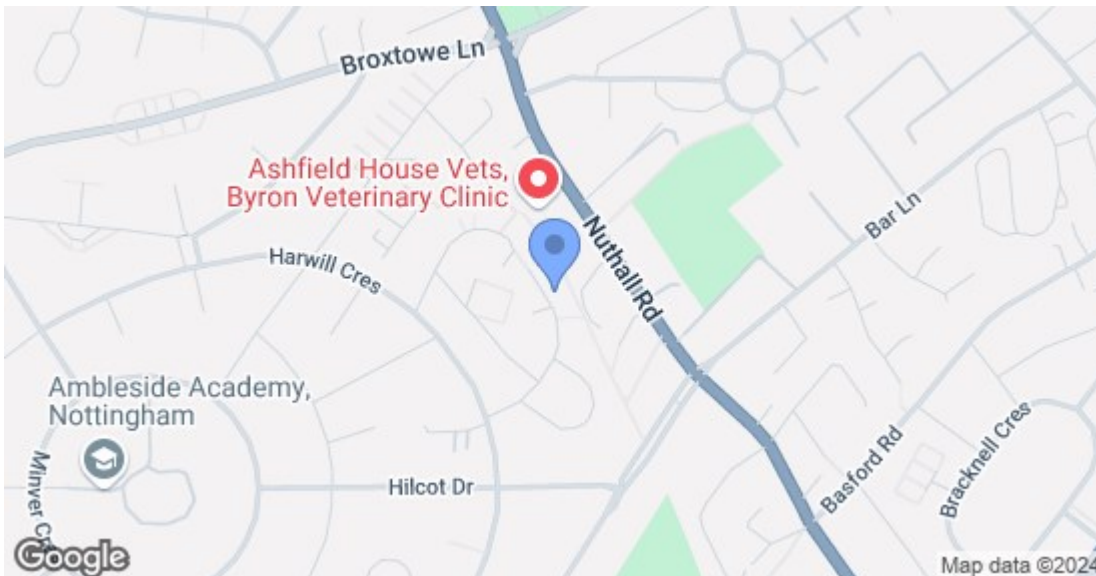 Broxtowe Ln
Ashfield House Vets,
Byron Veterinary Clinic
Nuthall Rd
Bar Ln
Harwill Cres
Ambleside Academy,
Nottingham
Minver Cres
Hilcot Dr
Basford Rd
Bracknell Cres
Google
Map data ©2024